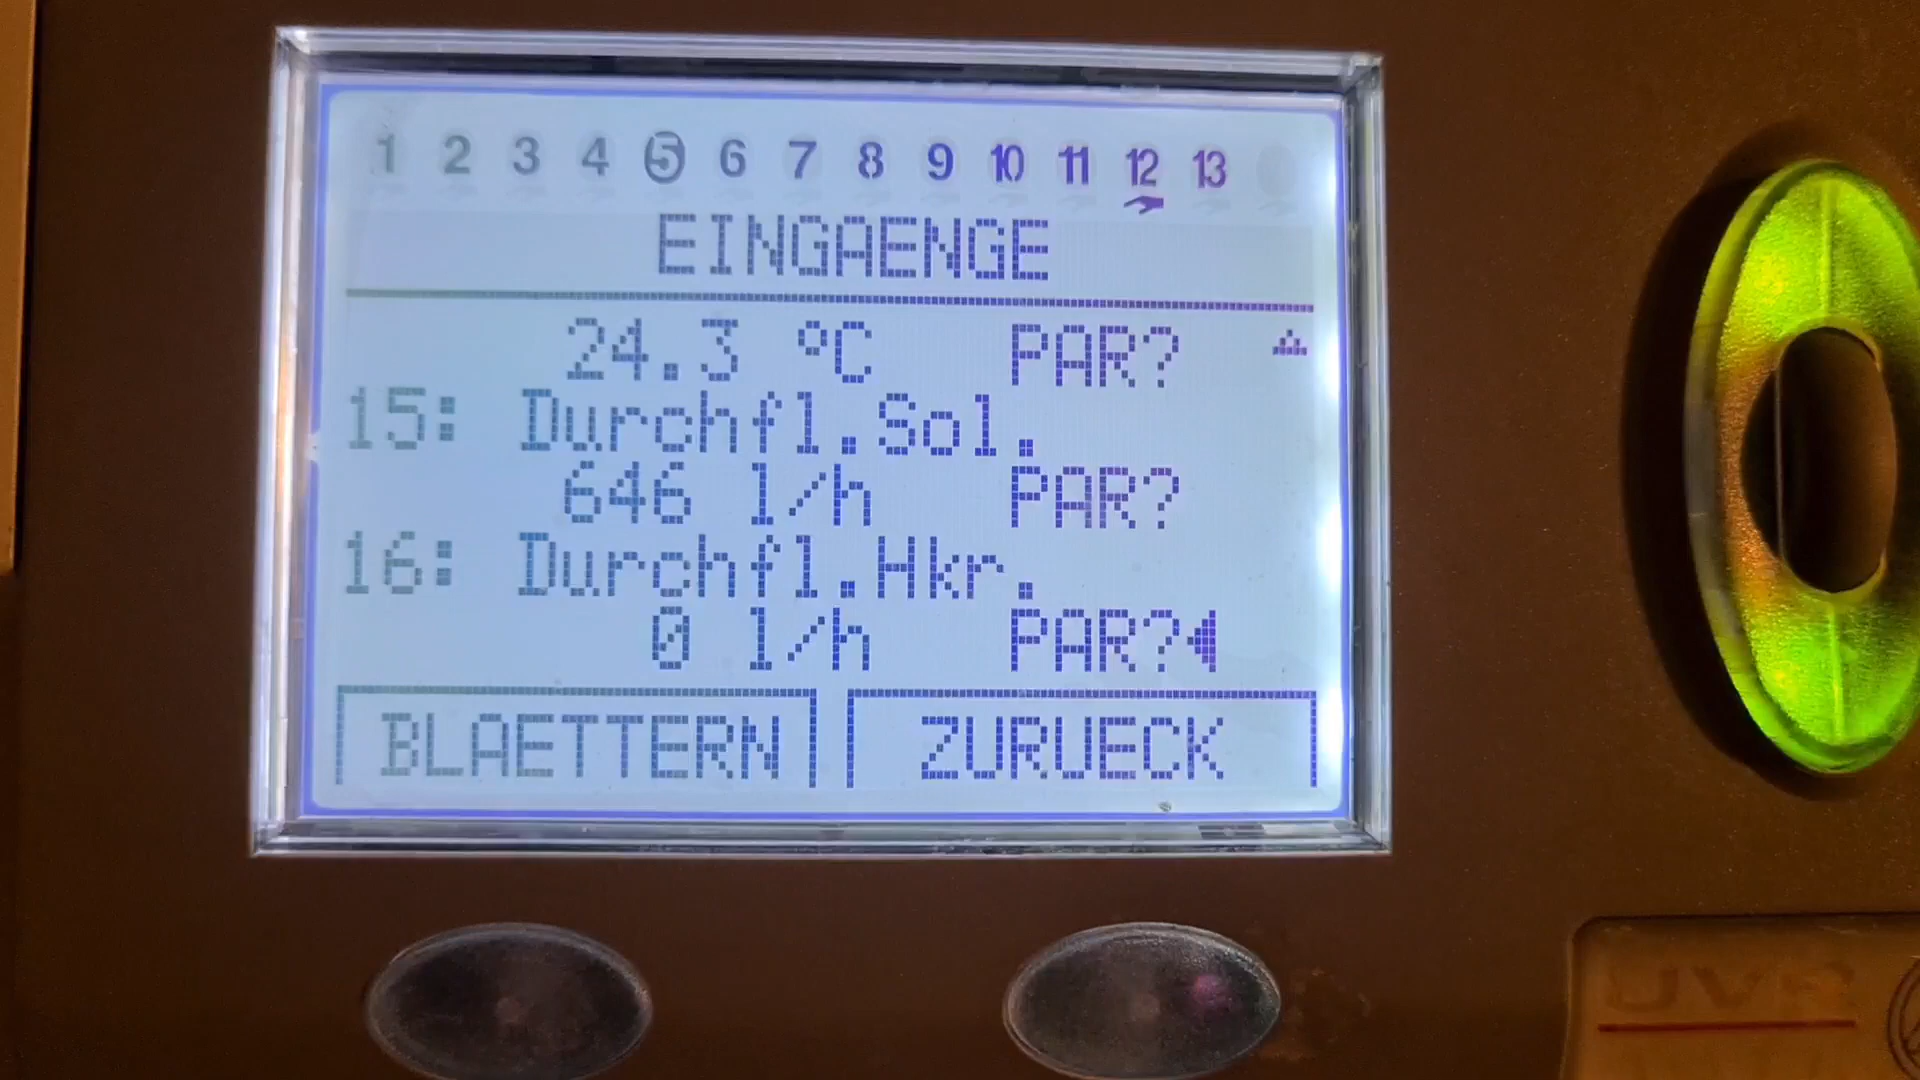 1 2 3 4 5 6 7 8 9 10 11 12 13
EINGAENGE
24.3 °C PAR?
15: Durchfl.Sol.
646 l/h PAR?
16: Durchfl.Hkr.
0 l/h PAR?
BLAETTERN ZURUECK
UVR